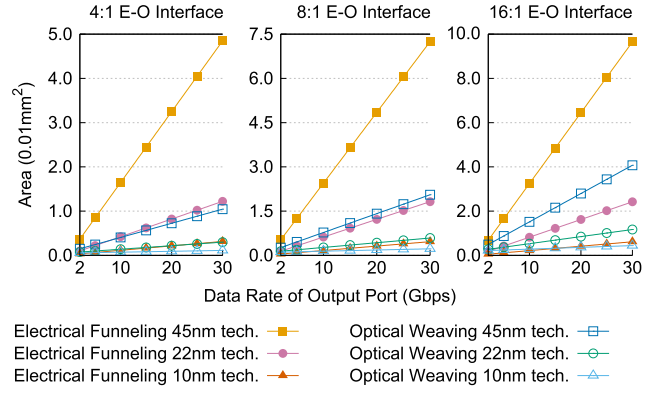 4:1 E-O Interface 8:1 E-O Interface 16:1 E-O Interface
Area (0.01mm²)
5.0
4.0
3.0
2.0
1.0
0.0
2 10 20 30
7.5
6.0
4.5
3.0
1.5
0.0
2 10 20 30
10.0
8.0
6.0
4.0
2.0
0.0
2 10 20 30
Data Rate of Output Port (Gbps)
Electrical Funneling 45nm tech.
Electrical Funneling 22nm tech.
Electrical Funneling 10nm tech.
Optical Weaving 45nm tech.
Optical Weaving 22nm tech.
Optical Weaving 10nm tech.